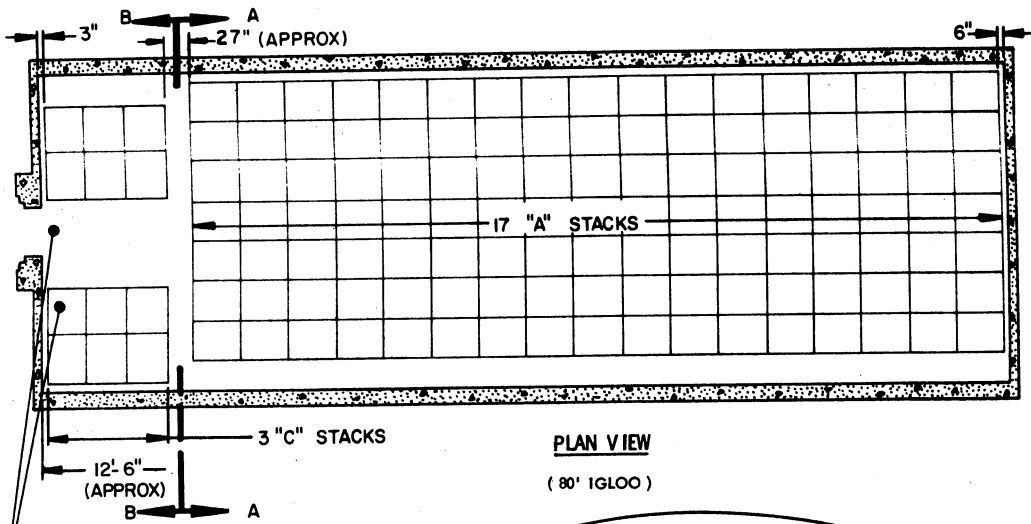 B A
3"
27" (APPROX)
6"
17 "A" STACKS
3 "C" STACKS
12'-6"
(APPROX)
B A
PLAN VIEW
(80' IGLOO)